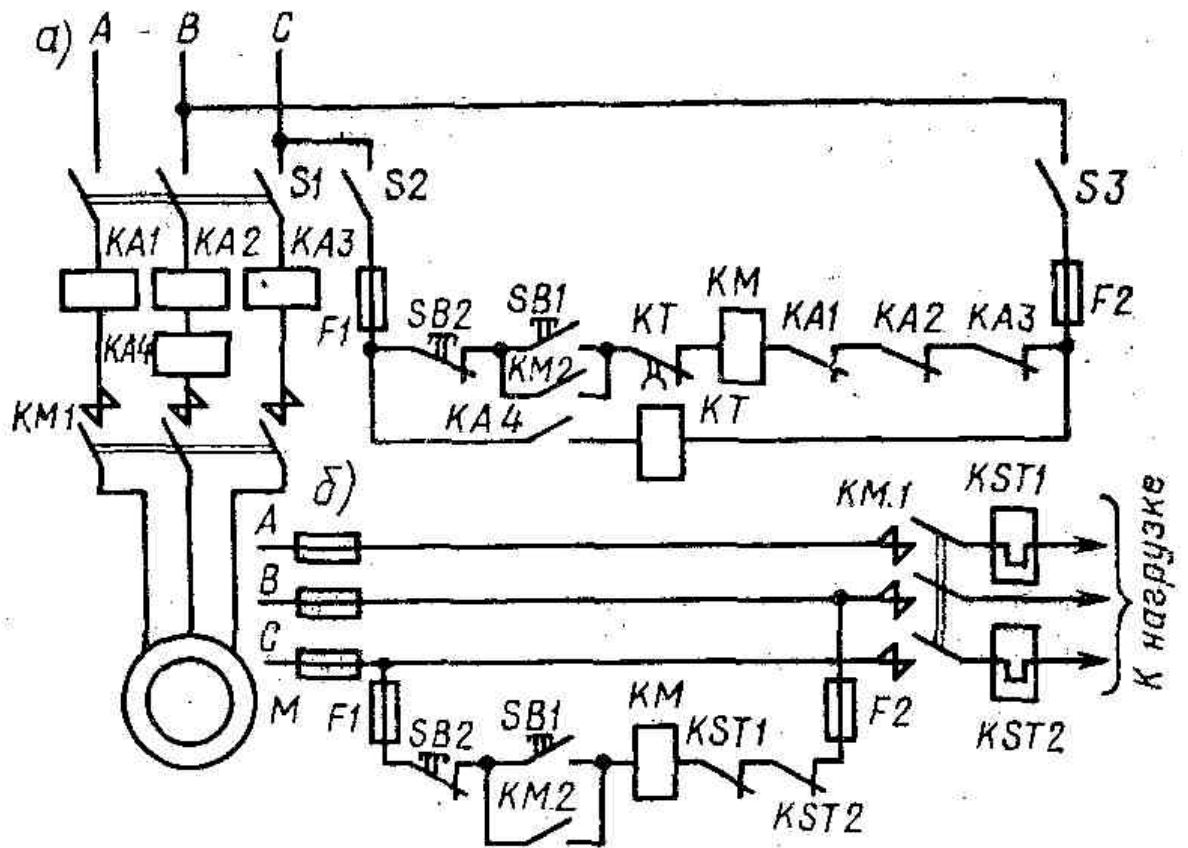 а) A B C
S1 S2 S3
KA1 KA2 KA3
F1 SB2 SB1 KT KM KA1 KA2 KA3 F2
KA4
KM2
KM1
KA4 KT
б)
A KM.1 KST1
B
C
M F1 SB2 SB1 KM KST1 F2 KST2
KM.2 KST2
К нагрузке